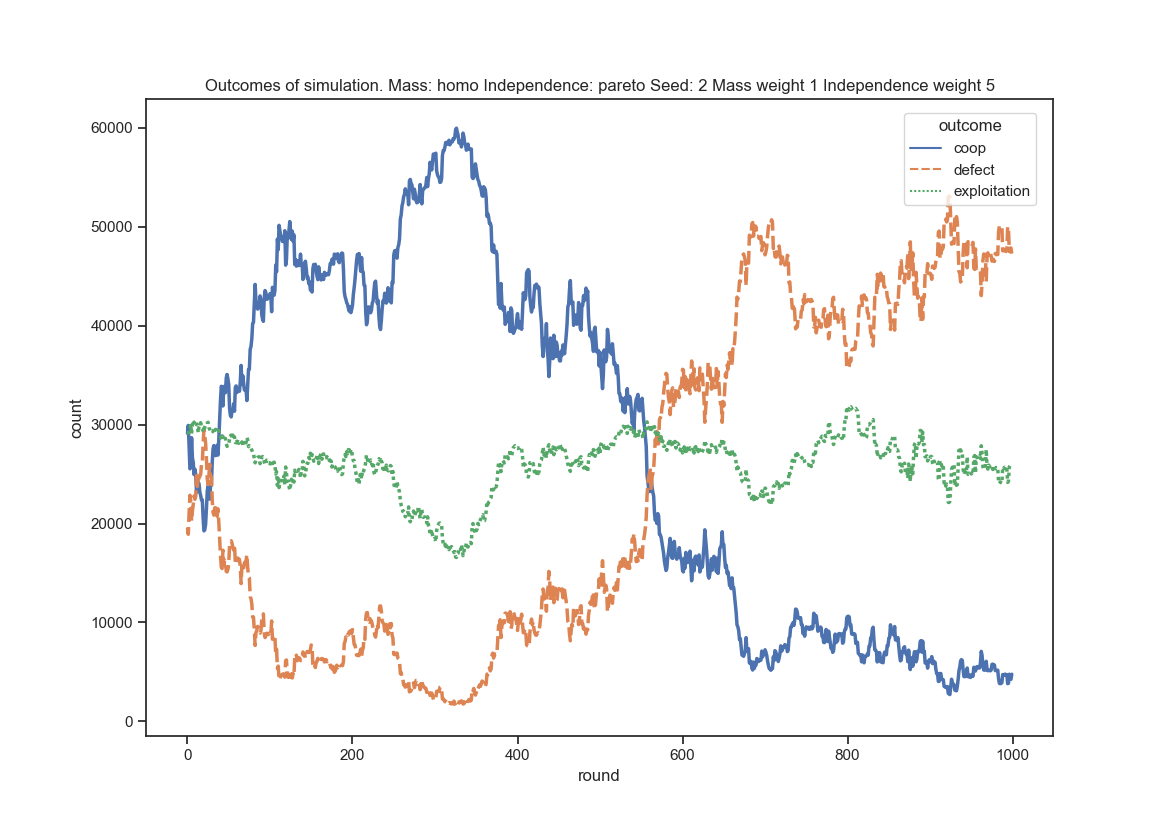 Outcomes of simulation. Mass: homo Independence: pareto Seed: 2 Mass weight 1 Independence weight 5
outcome
coop
defect
exploitation
count
60000
50000
40000
30000
20000
10000
0
0 200 400 600 800 1000
round